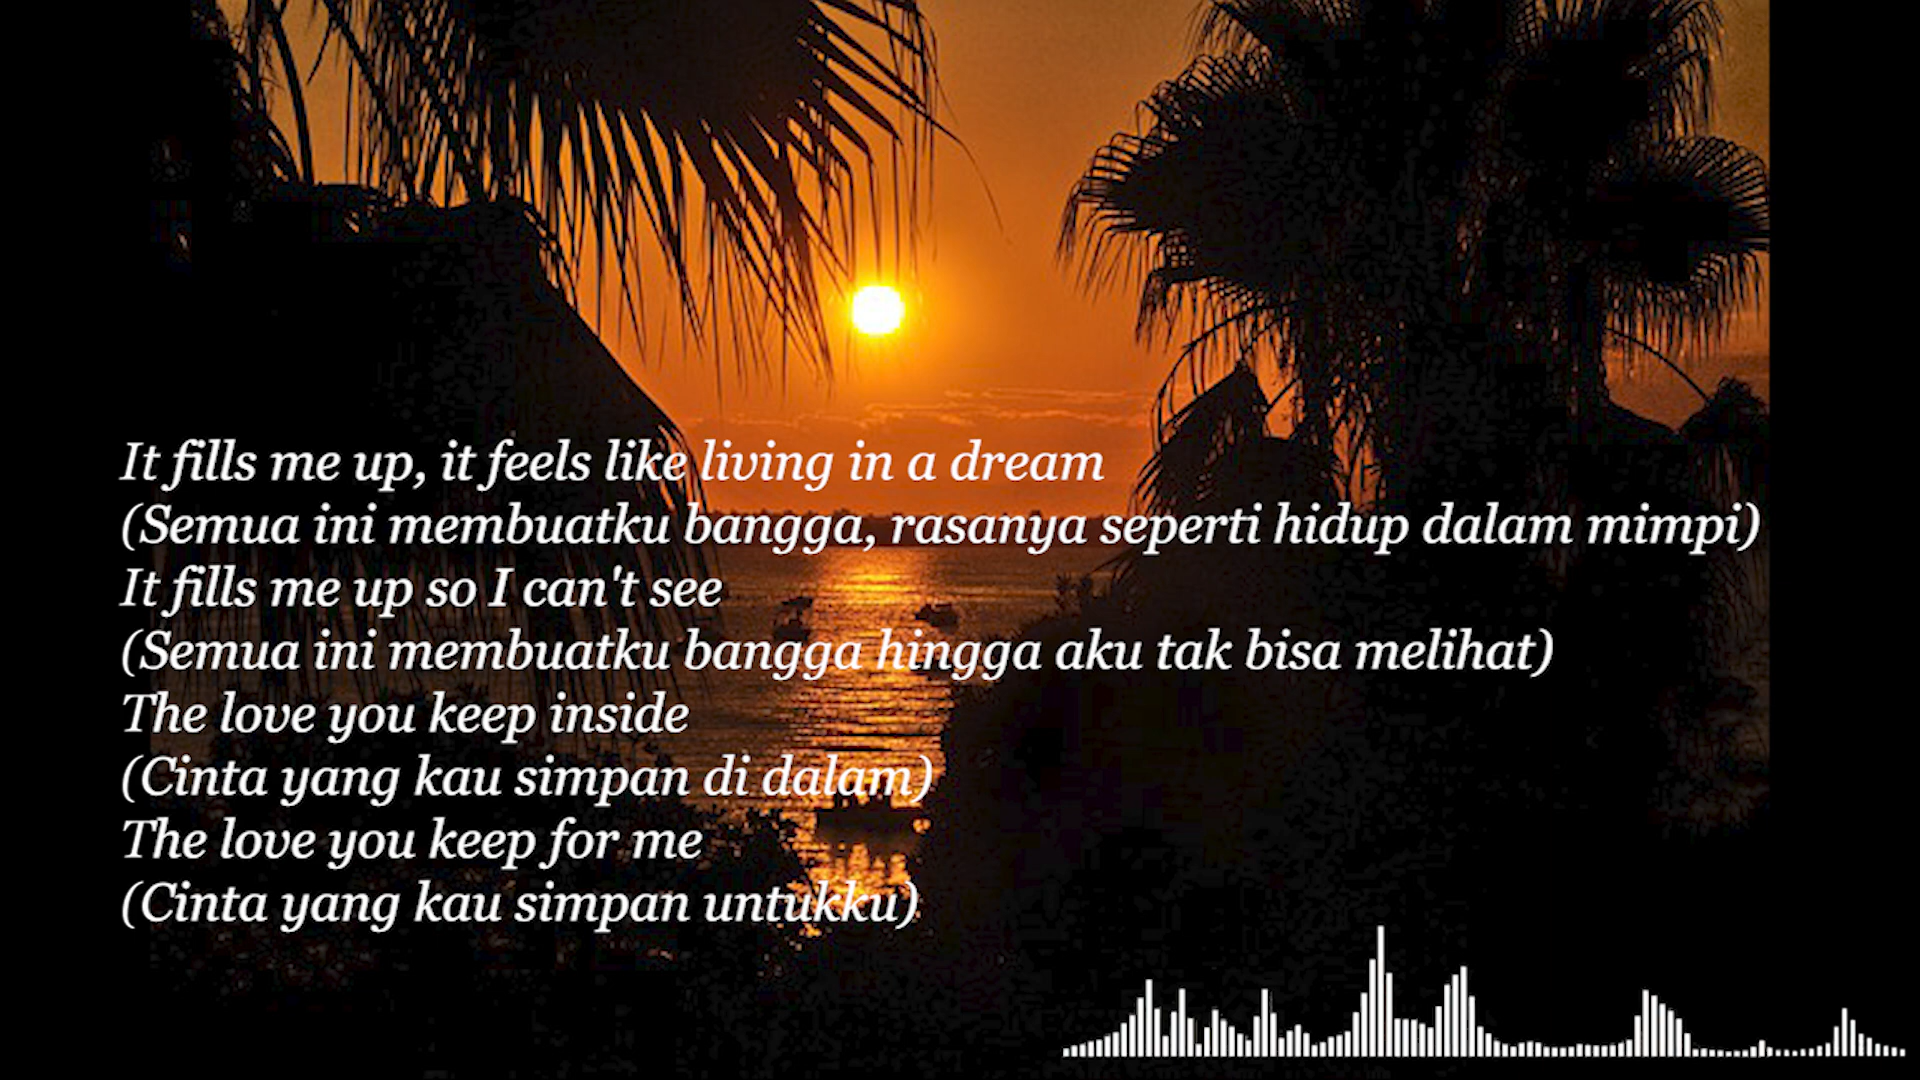 It fills me up, it feels like living in a dream
(Semua ini membuatku bangga, rasanya seperti hidup dalam mimpi)
It fills me up so I can't see
(Semua ini membuatku bangga hingga aku tak bisa melihat)
The love you keep inside
(Cinta yang kau simpan di dalam)
The love you keep for me
(Cinta yang kau simpan untukku)